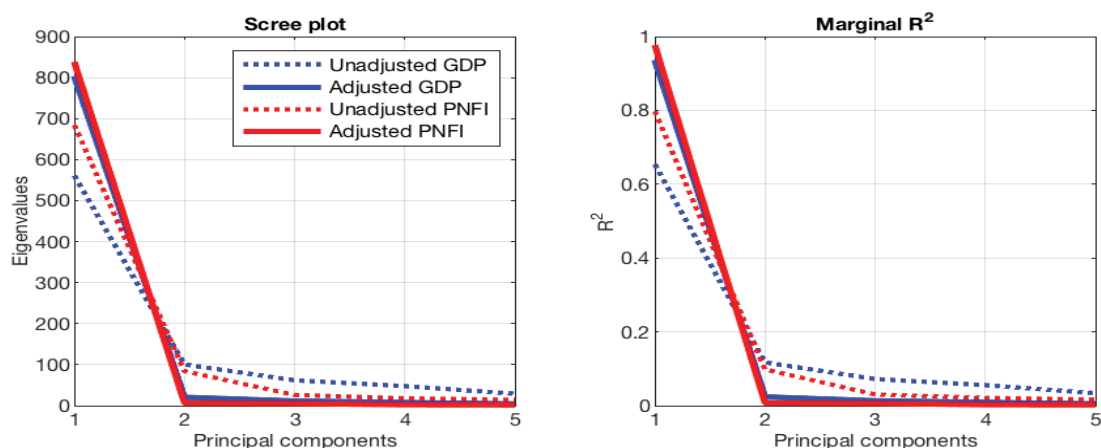 Scree plot
Eigenvalues
900
800
700
600
500
400
300
200
100
0
Unadjusted GDP
Adjusted GDP
Unadjusted PNFI
Adjusted PNFI
1 2 3 4 5
Principal components
Marginal R²
R²
1
0.8
0.6
0.4
0.2
0
1 2 3 4 5
Principal components